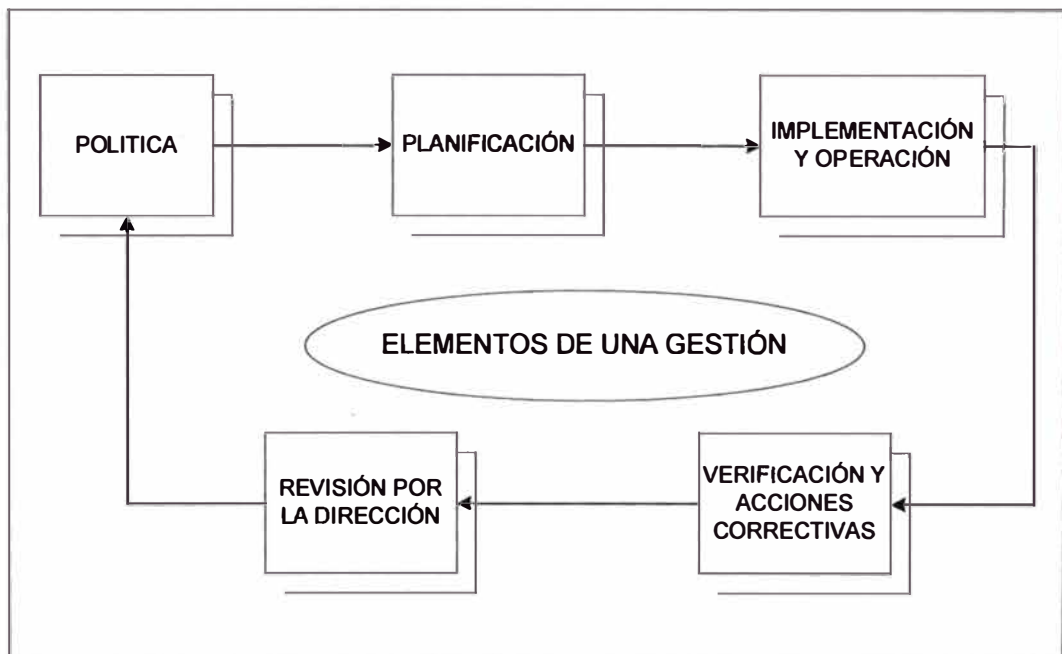 POLITICA
PLANIFICACIÓN
IMPLEMENTACIÓN
Y OPERACIÓN
ELEMENTOS DE UNA GESTIÓN
REVISIÓN POR
LA DIRECCIÓN
VERIFICACIÓN Y
ACCIONES
CORRECTIVAS